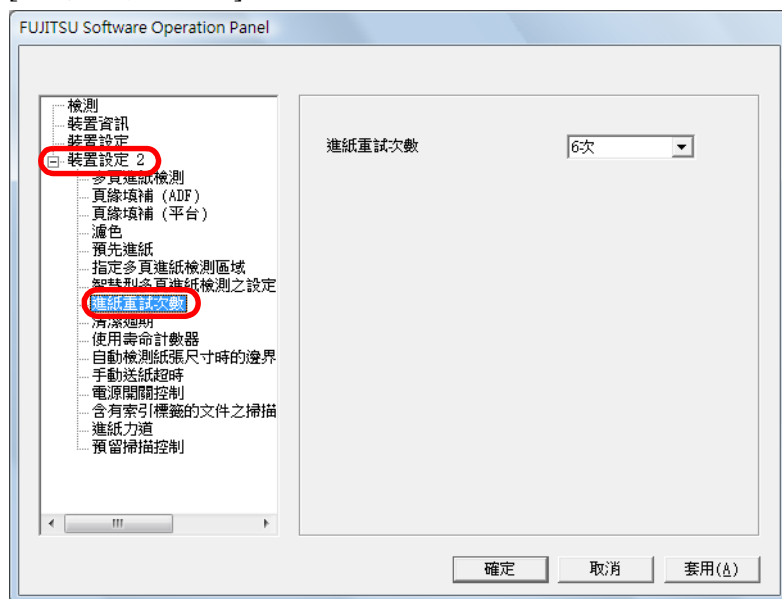 FUJITSU Software Operation Panel
檢測
裝置資訊
裝置設定
裝置設定 2
多頁進紙檢測
頁緣填補 (ADF)
頁緣填補 (平台)
濾色
預先進紙
指定多頁進紙檢測區域
智慧型多頁進紙檢測之設定
進紙重試次數
清潔週期
使用壽命計數器
自動檢測紙張尺寸時的邊界
手動送紙超時
電源開關控制
含有索引標籤的文件之掃描
進紙力道
預留掃描控制
進紙重試次數
6次
確定
取消
套用(A)